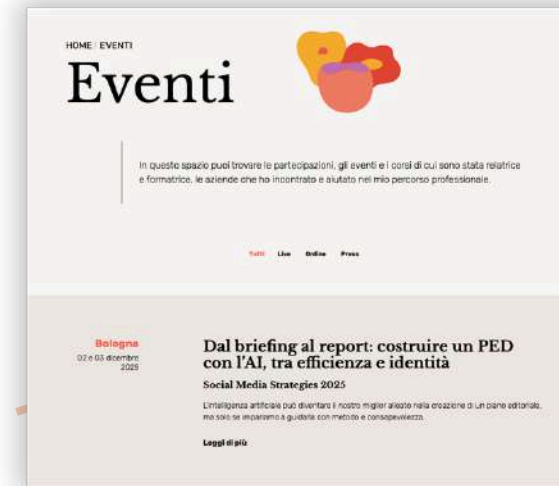 HOME / EVENTI
Eventi
In questo spazio puoi trovare le partecipazioni, gli eventi e i corsi di cui sono stata relatrice
e formatrice, le aziende che ho incontrato e aiutato nel mio percorso professionale.
Tutti Live Online Press
Bologna
02 e 03 dicembre
2025
Dal briefing al report: costruire un PED
con l'AI, tra efficienza e identità
Social Media Strategies 2025
L'intelligenza artificiale può diventare il nostro miglior alleato nella creazione di un piano editoriale,
ma solo se impariamo a guidarla con metodo e consapevolezza.
Leggi di più